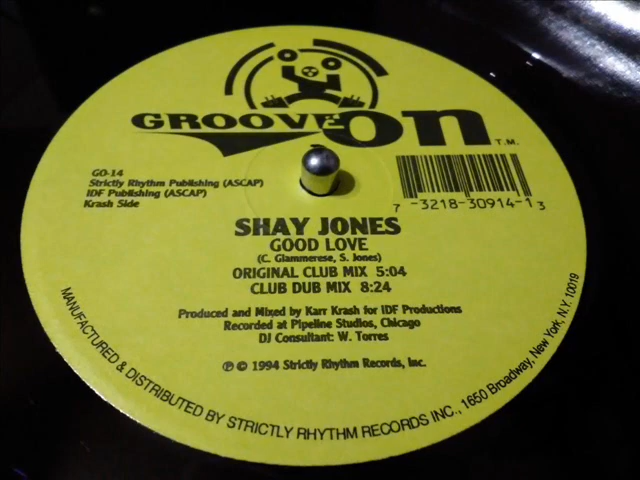 GROOVE ON T.M.
GO-14
Strictly Rhythm Publishing (ASCAP)
IDF Publishing (ASCAP)
Krash Side
7 -3218-30914-1 3
SHAY JONES
GOOD LOVE
(C. Giammerese, S. Jones)
ORIGINAL CLUB MIX 5:04
CLUB DUB MIX 8:24
Produced and Mixed by Karr Krash for IDF Productions
Recorded at Pipeline Studios, Chicago
DJ Consultant: W. Torres
℗ © 1994 Strictly Rhythm Records, Inc.
MANUFACTURED & DISTRIBUTED BY STRICTLY RHYTHM RECORDS INC., 1650 Broadway, New York, N.Y. 10019